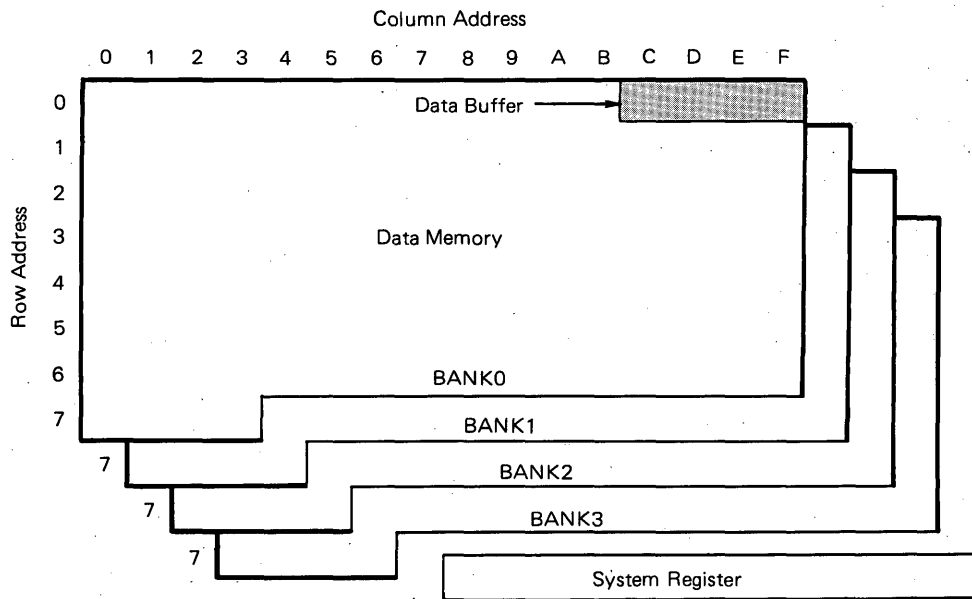 Column Address
0 1 2 3 4 5 6 7 8 9 A B C D E F
0
Data Buffer
1
2
3
Data Memory
4
5
6
BANK0
7
BANK1
7
BANK2
7
BANK3
7
System Register
Row Address